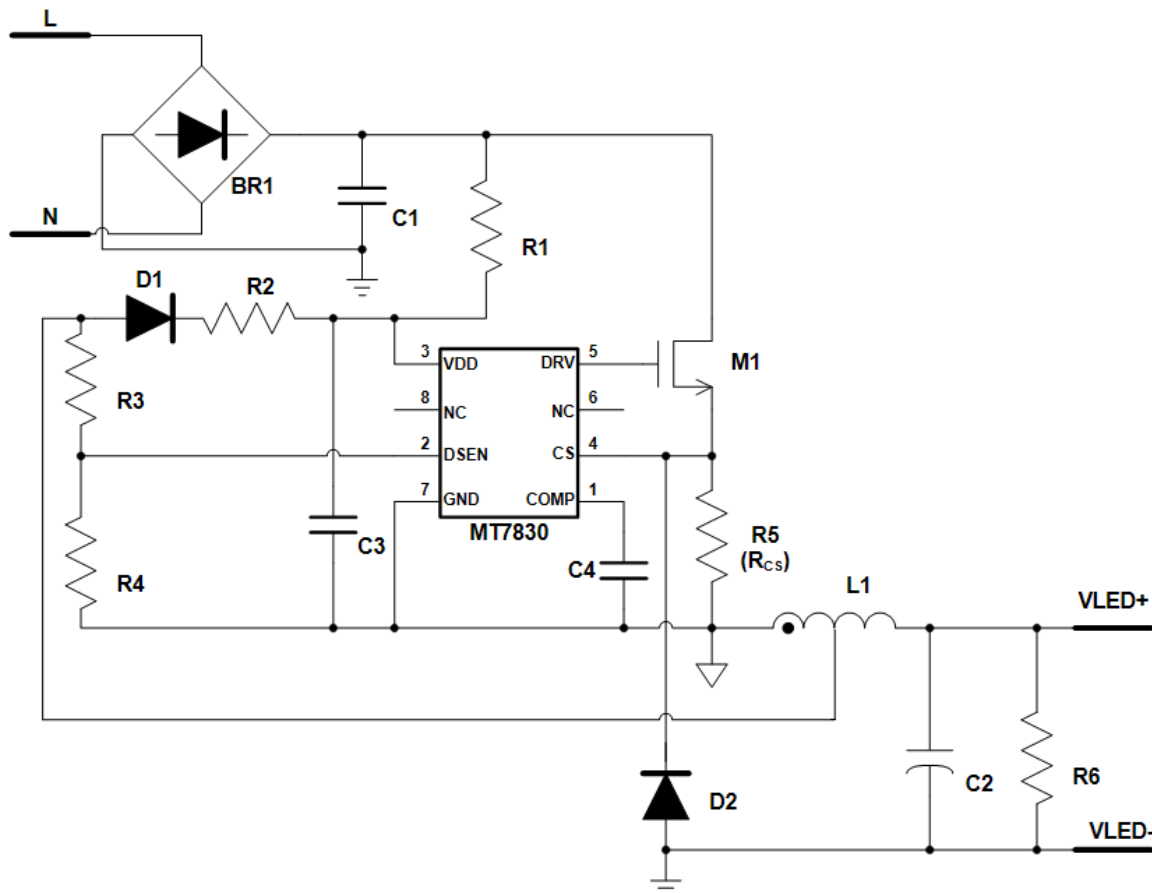 L
BR1
N
C1
R1
D1
R2
3
VDD
DRV
5
M1
R3
8
NC
NC
6
2
DSEN
CS
4
7
GND
COMP
1
MT7830
C3
C4
R5
(RCS)
R4
L1
VLED+
D2
C2
R6
VLED-